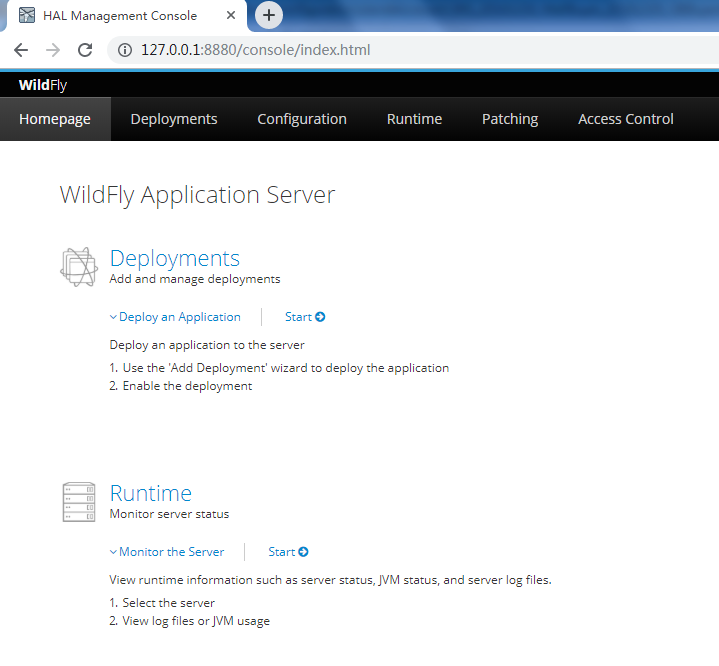 HAL Management Console
127.0.0.1:8880/console/index.html
WildFly
Homepage Deployments Configuration Runtime Patching Access Control
WildFly Application Server
Deployments
Add and manage deployments
Deploy an Application Start
Deploy an application to the server
1. Use the 'Add Deployment' wizard to deploy the application
2. Enable the deployment
Runtime
Monitor server status
Monitor the Server Start
View runtime information such as server status, JVM status, and server log files.
1. Select the server
2. View log files or JVM usage